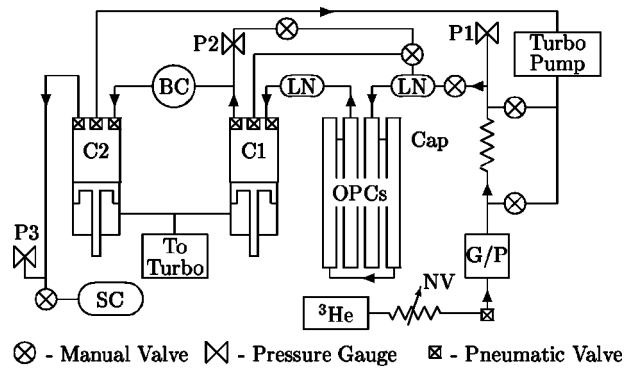 P1
P2
Turbo
Pump
BC
LN
LN
C2
C1
Cap
OPCs
P3
To
Turbo
G/P
SC
NV
³He
- Manual Valve
- Pressure Gauge
- Pneumatic Valve